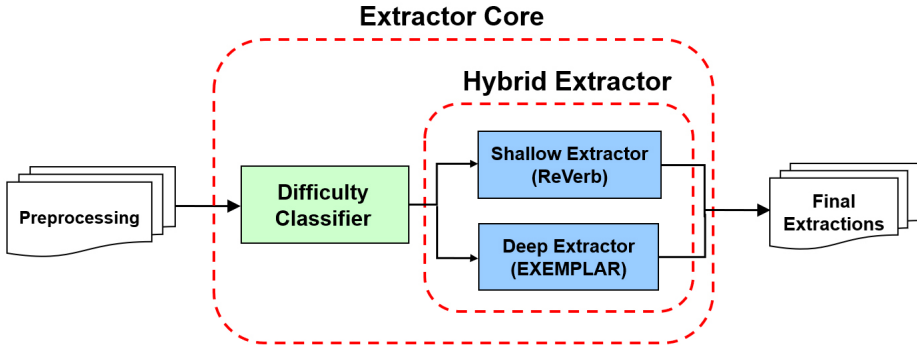 Extractor Core
Hybrid Extractor
Preprocessing
Difficulty
Classifier
Shallow Extractor
(ReVerb)
Deep Extractor
(EXEMPLAR)
Final
Extractions